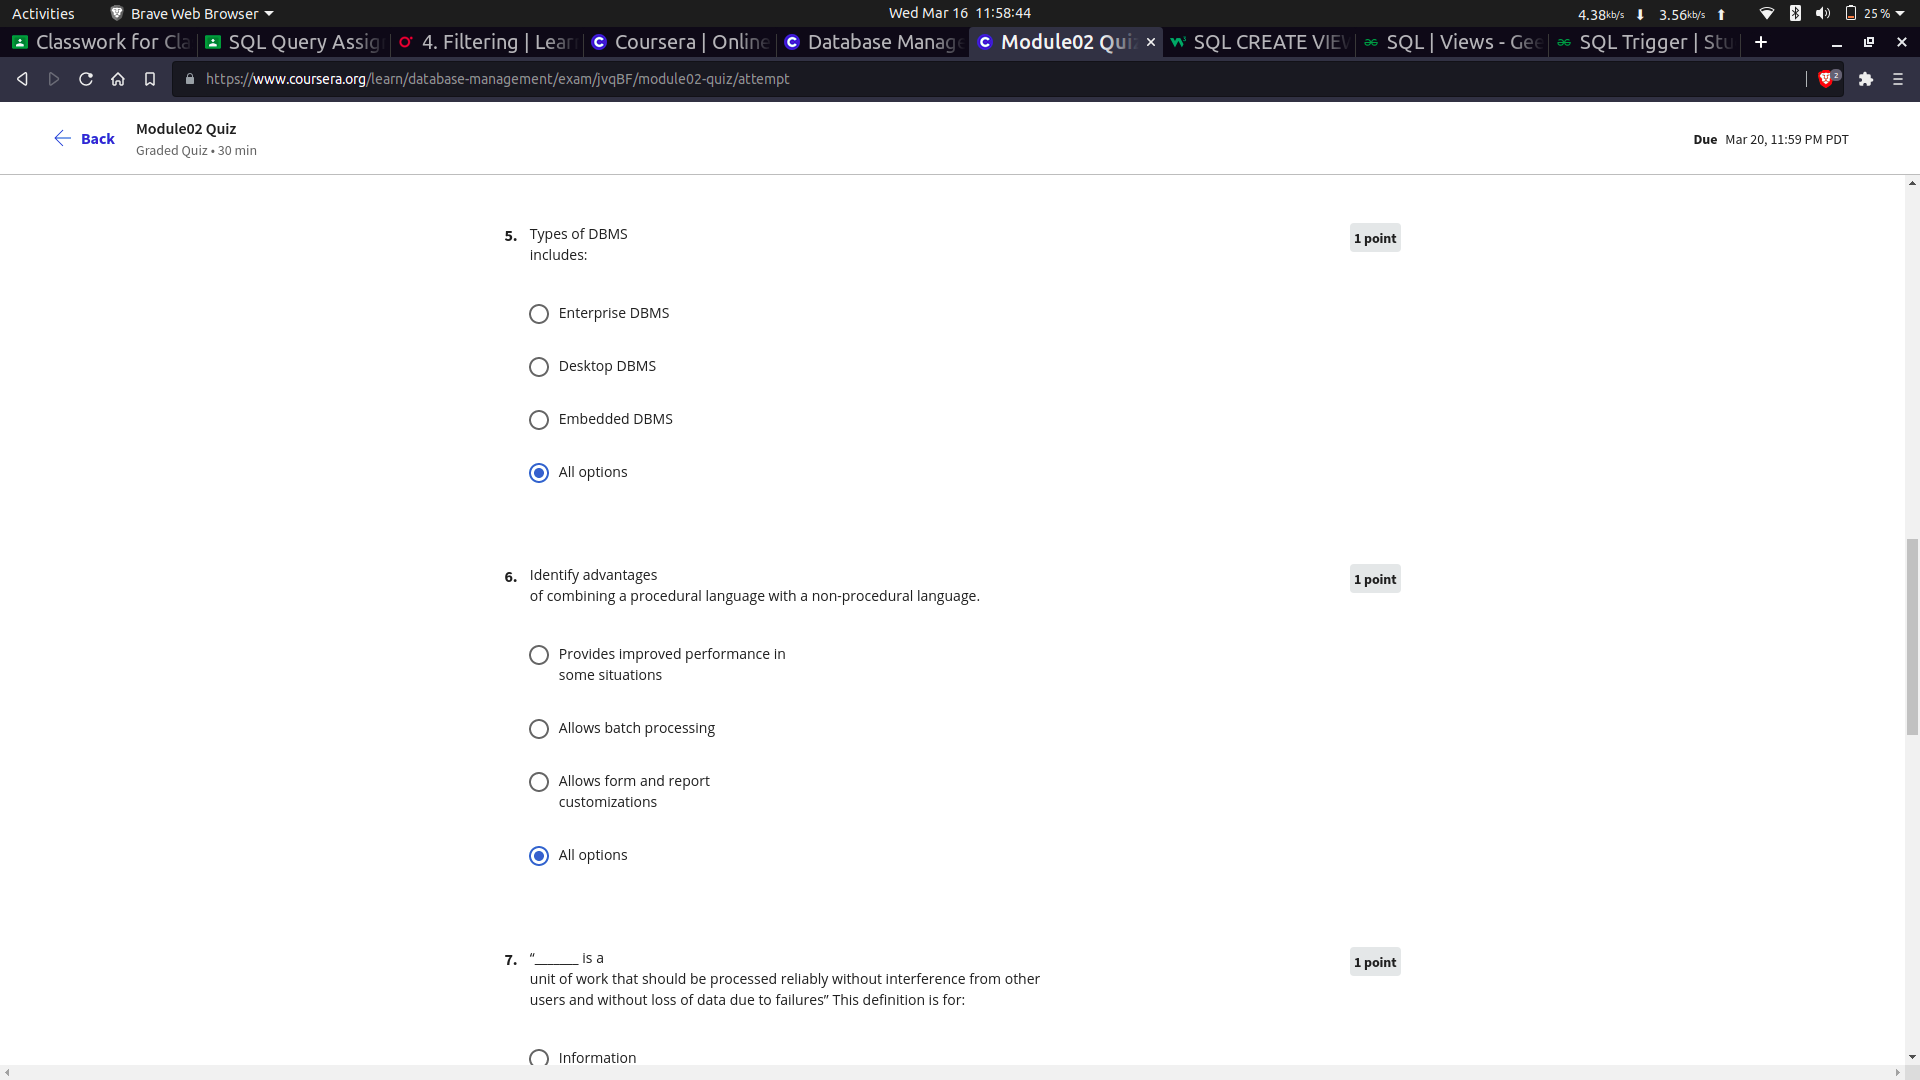 Activities Brave Web Browser Wed Mar 16 11:58:44 4.38kb/s 3.56kb/s 25 %
Classwork for Cla SQL Query Assig 4. Filtering | Lear Coursera | Online Database Manage Module02 Qui SQL CREATE VIEW SQL | Views - Gee SQL Trigger | Stu
https://www.coursera.org/learn/database-management/exam/jvqBF/module02-quiz/attempt 2
Back
Module02 Quiz
Graded Quiz • 30 min
Due Mar 20, 11:59 PM PDT
5. Types of DBMS
includes:
1 point
Enterprise DBMS
Desktop DBMS
Embedded DBMS
All options
6. Identify advantages
of combining a procedural language with a non-procedural language.
1 point
Provides improved performance in
some situations
Allows batch processing
Allows form and report
customizations
All options
7. “______ is a
unit of work that should be processed reliably without interference from other
users and without loss of data due to failures” This definition is for:
1 point
Information